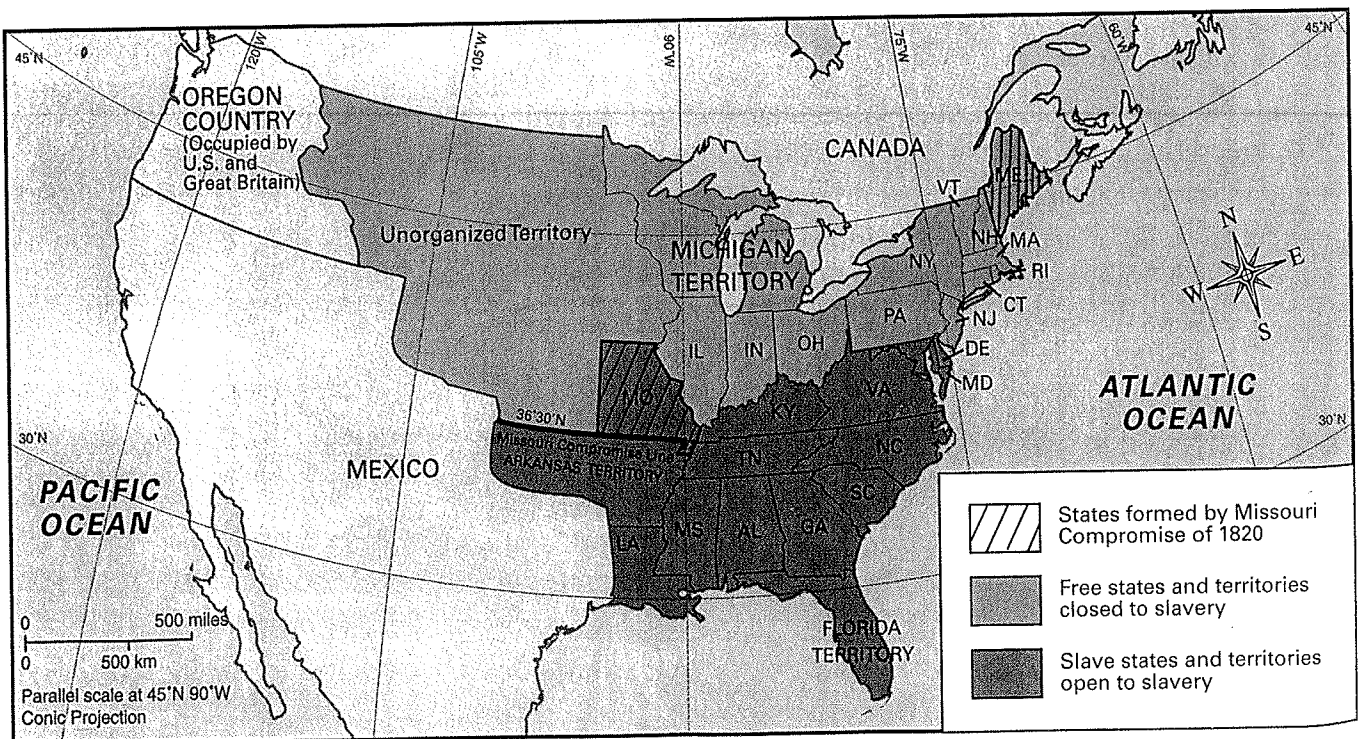 45°N
120°W
105°W
90°W
75°W
60°W
45°N
OREGON
COUNTRY
(Occupied by
U.S. and
Great Britain)
CANADA
ME
VT
Unorganized Territory
MICHIGAN
TERRITORY
NH
MA
NY
RI
CT
N
E
W
S
PA
NJ
IL
IN
OH
DE
MD
MO
VA
KY
ATLANTIC
OCEAN
36°30'N
30°N
30°N
Missouri Compromise Line
ARKANSAS TERRITORY
TN
NC
MEXICO
SC
PACIFIC
OCEAN
MS
AL
GA
LA
States formed by Missouri
Compromise of 1820
Free states and territories
closed to slavery
0
500 miles
0
500 km
FLORIDA
TERRITORY
Slave states and territories
open to slavery
Parallel scale at 45°N 90°W
Conic Projection